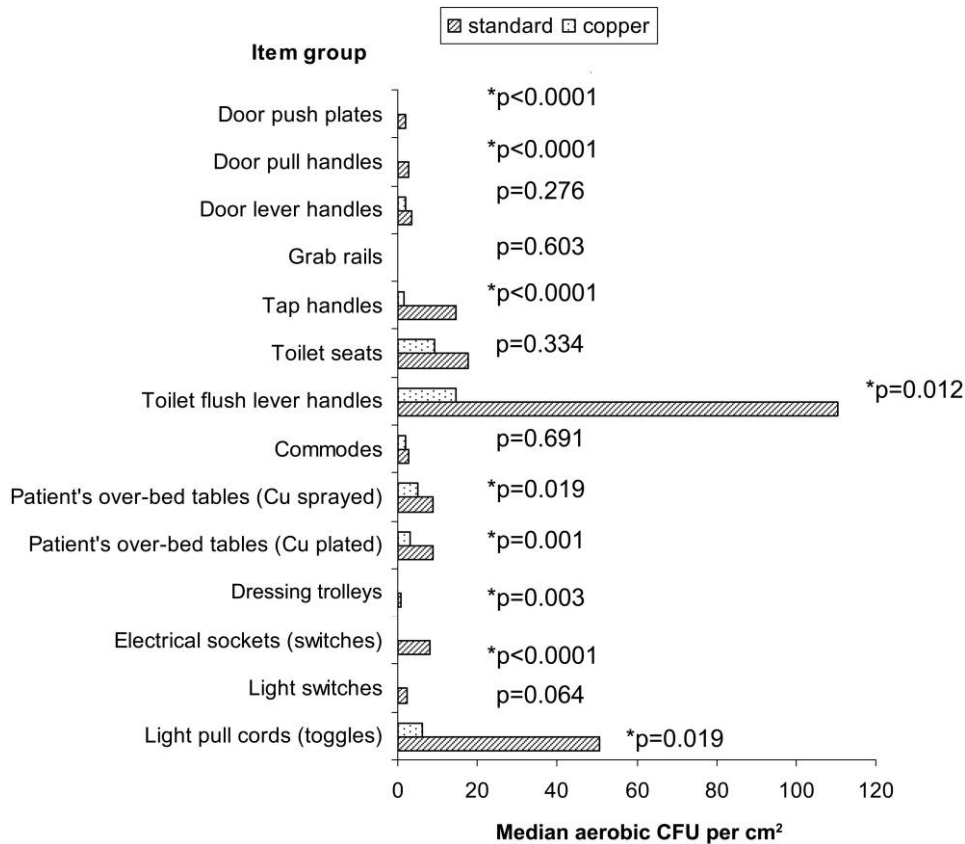 standard copper
Item group
Door push plates *p<0.0001
Door pull handles *p<0.0001
Door lever handles p=0.276
Grab rails p=0.603
Tap handles *p<0.0001
Toilet seats p=0.334
Toilet flush lever handles *p=0.012
Commodes p=0.691
Patient's over-bed tables (Cu sprayed) *p=0.019
Patient's over-bed tables (Cu plated) *p=0.001
Dressing trolleys *p=0.003
Electrical sockets (switches) *p<0.0001
Light switches p=0.064
Light pull cords (toggles) *p=0.019
0 20 40 60 80 100 120
Median aerobic CFU per cm²